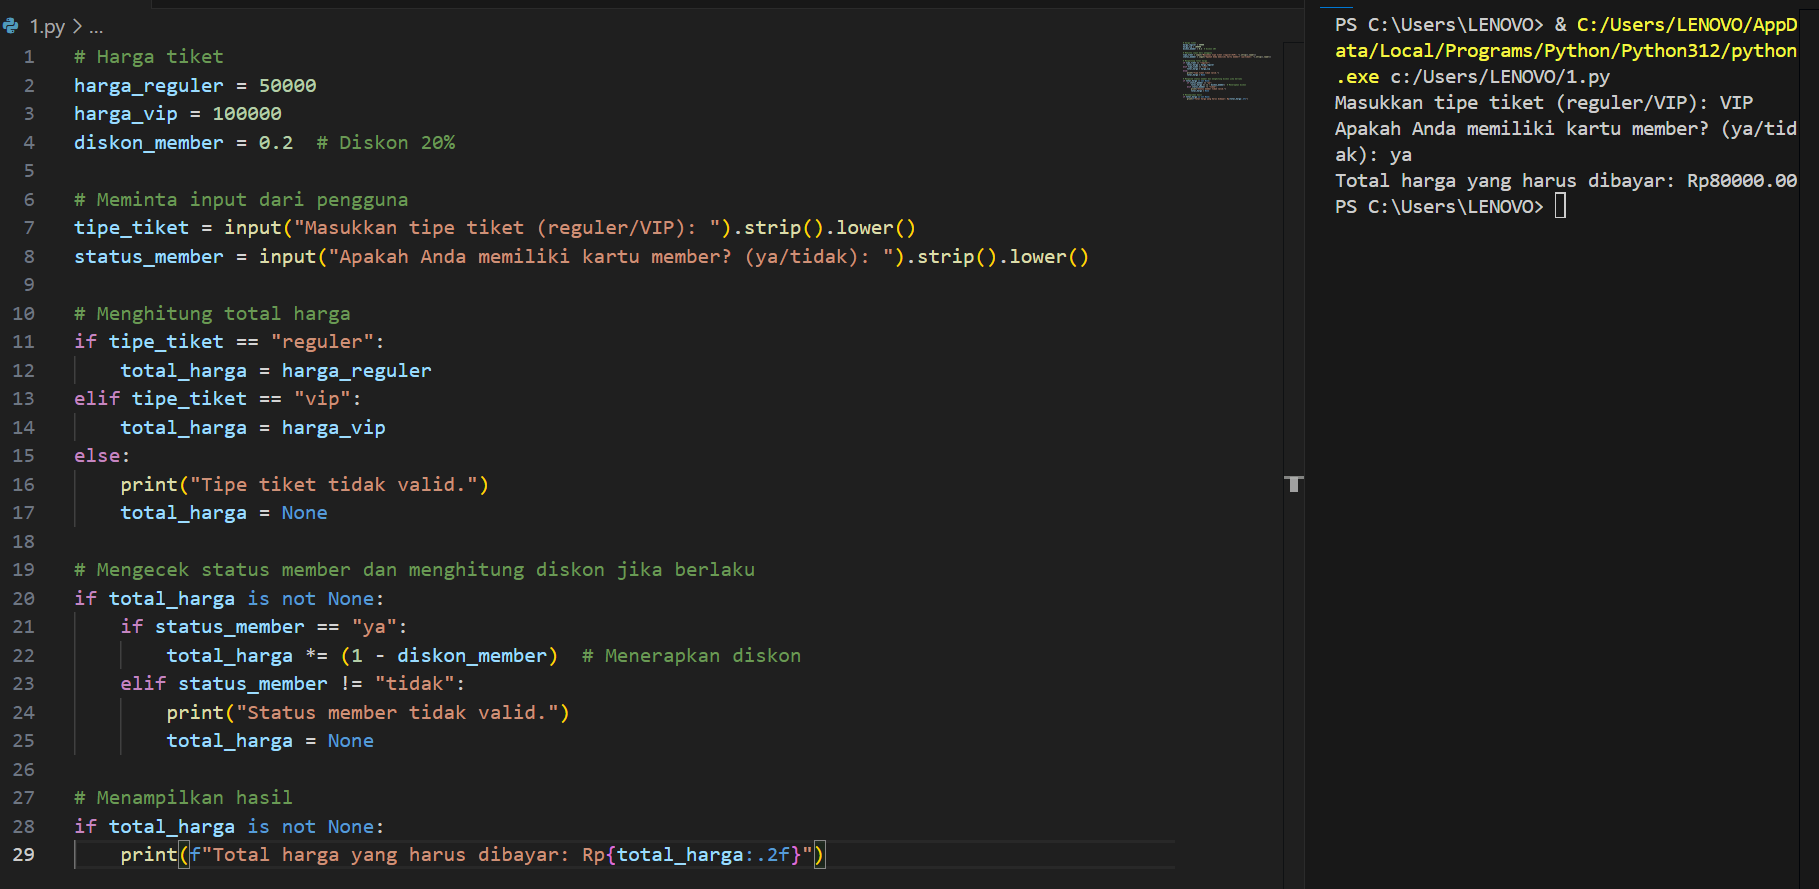 1.py > ...
1 # Harga tiket
2 harga_reguler = 50000
3 harga_vip = 100000
4 diskon_member = 0.2  # Diskon 20%
5
6 # Meminta input dari pengguna
7 tipe_tiket = input("Masukkan tipe tiket (reguler/VIP): ").strip().lower()
8 status_member = input("Apakah Anda memiliki kartu member? (ya/tidak): ").strip().lower()
9
10 # Menghitung total harga
11 if tipe_tiket == "reguler":
12     total_harga = harga_reguler
13 elif tipe_tiket == "vip":
14     total_harga = harga_vip
15 else:
16     print("Tipe tiket tidak valid.")
17     total_harga = None
18
19 # Mengecek status member dan menghitung diskon jika berlaku
20 if total_harga is not None:
21     if status_member == "ya":
22         total_harga *= (1 - diskon_member)  # Menerapkan diskon
23     elif status_member != "tidak":
24         print("Status member tidak valid.")
25         total_harga = None
26
27 # Menampilkan hasil
28 if total_harga is not None:
29     print(f"Total harga yang harus dibayar: Rp{total_harga:.2f}")
PS C:\Users\LENOVO> & C:/Users/LENOVO/AppD
ata/Local/Programs/Python/Python312/python
.exe c:/Users/LENOVO/1.py
Masukkan tipe tiket (reguler/VIP): VIP
Apakah Anda memiliki kartu member? (ya/tid
ak): ya
Total harga yang harus dibayar: Rp80000.00
PS C:\Users\LENOVO>